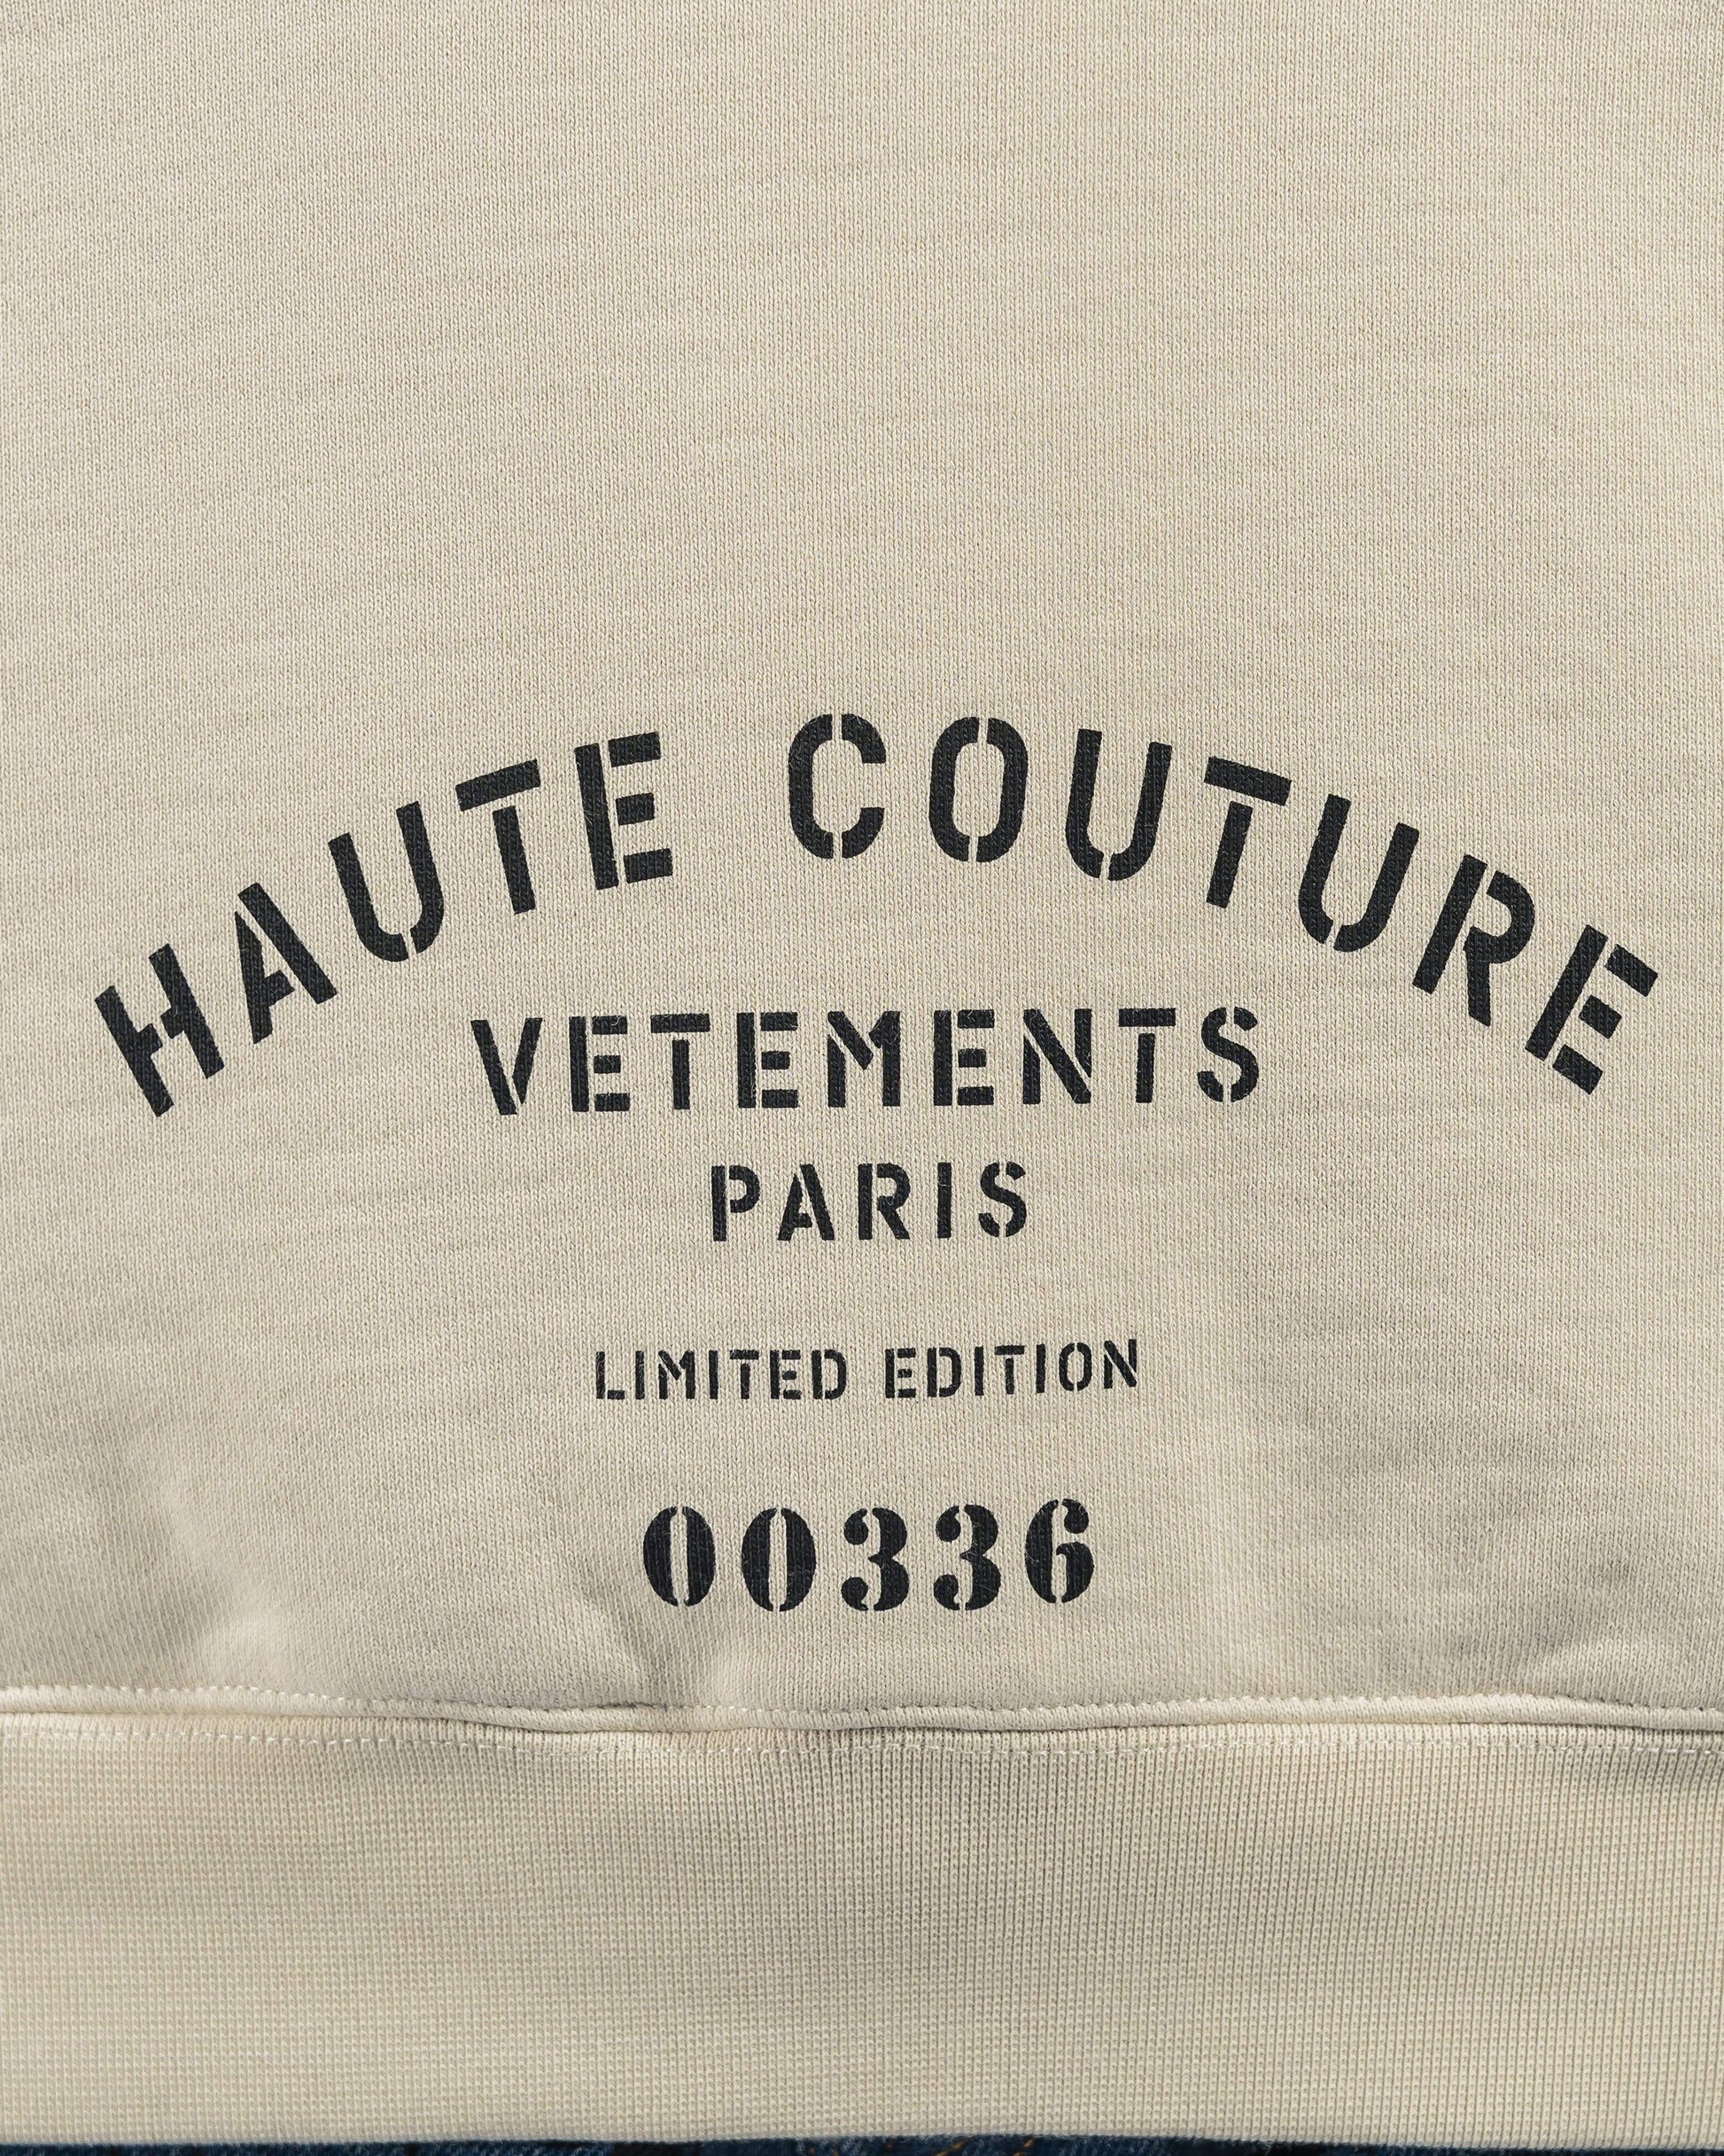 HAUTE COUTURE
VETEMENTS
PARIS
LIMITED EDITION
00336